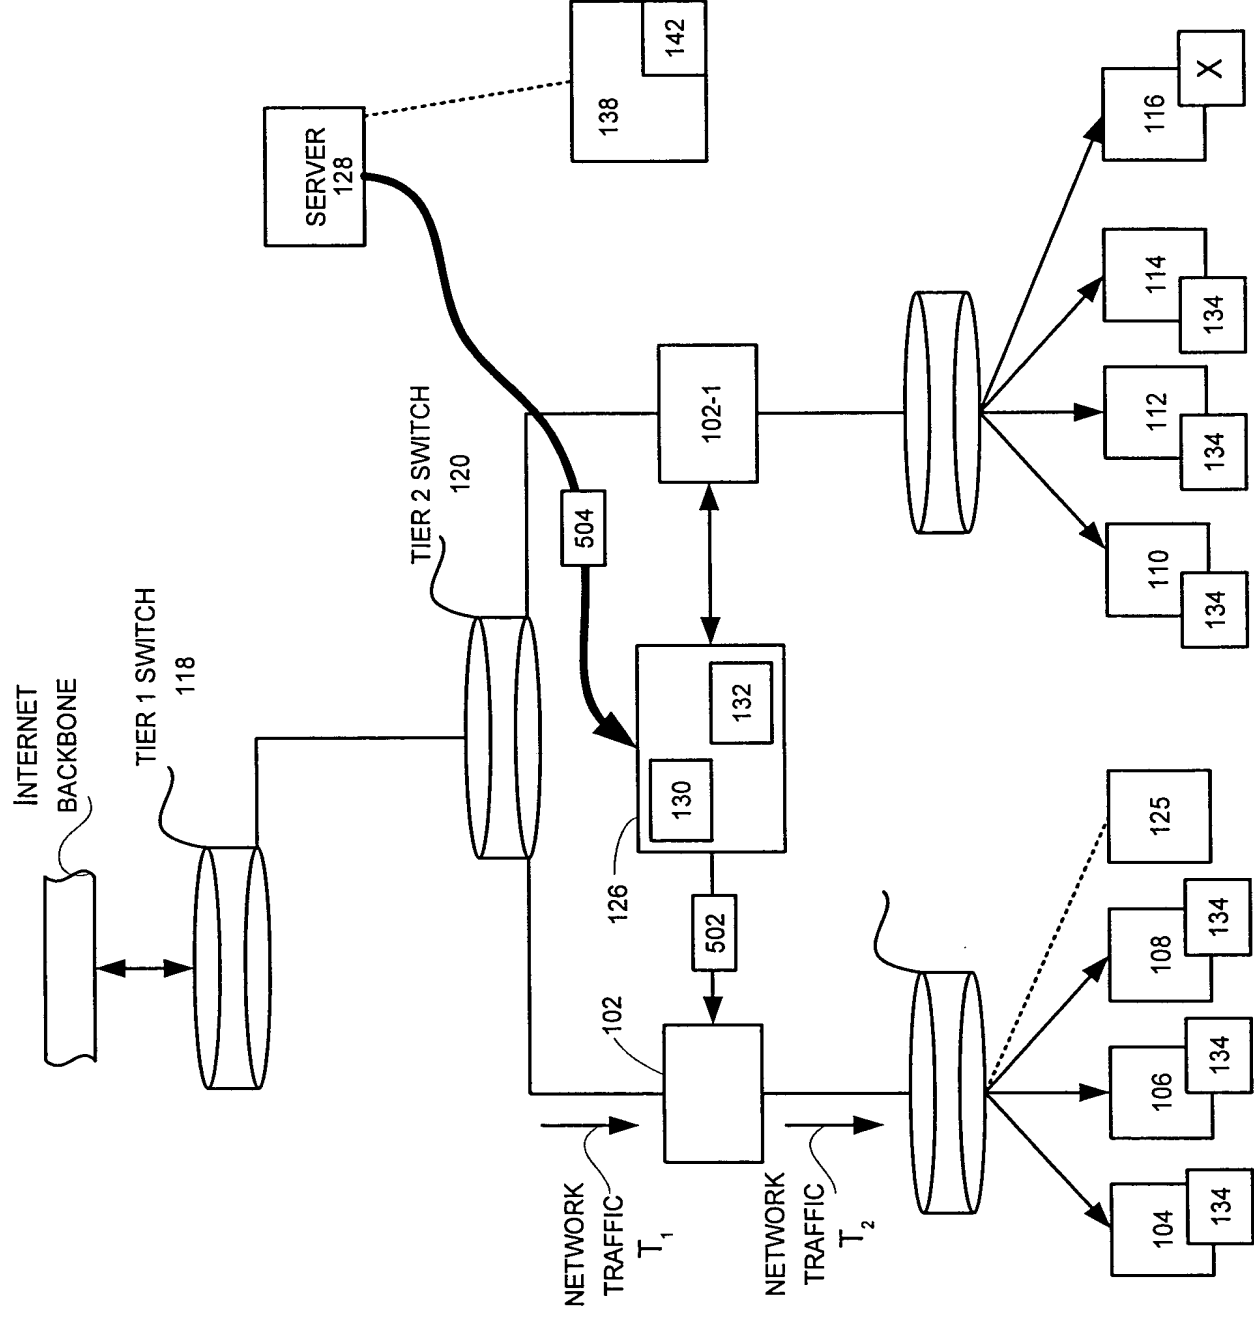 INTERNET
BACKBONE
TIER 1 SWITCH
118
TIER 2 SWITCH
120
SERVER
128
138
142
504
102-1
126
130
132
502
102
NETWORK
TRAFFIC
T1
NETWORK
TRAFFIC
T2
104
134
106
134
108
134
125
110
134
112
134
114
134
116
X